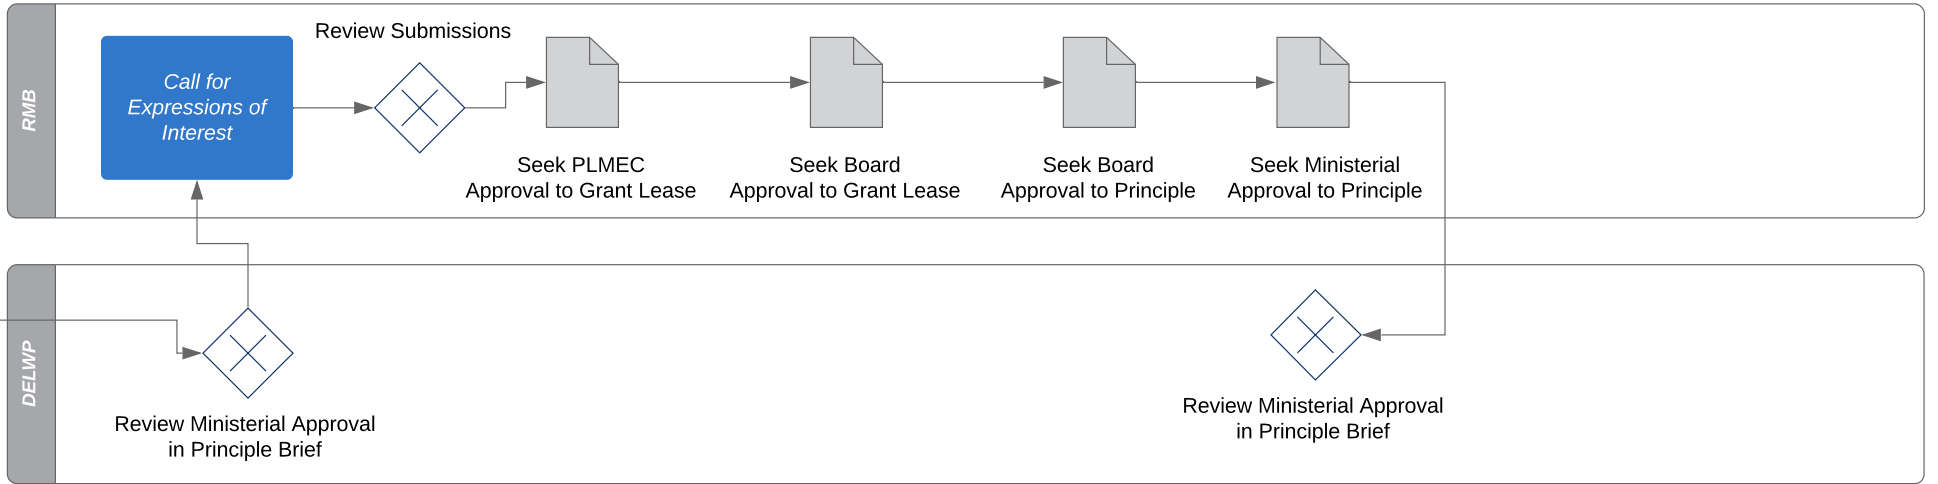 RMB
Call for
Expressions of
Interest
Review Submissions
Seek PLMEC
Approval to Grant Lease
Seek Board
Approval to Grant Lease
Seek Board
Approval to Principle
Seek Ministerial
Approval to Principle
DELWP
Review Ministerial Approval
in Principle Brief
Review Ministerial Approval
in Principle Brief